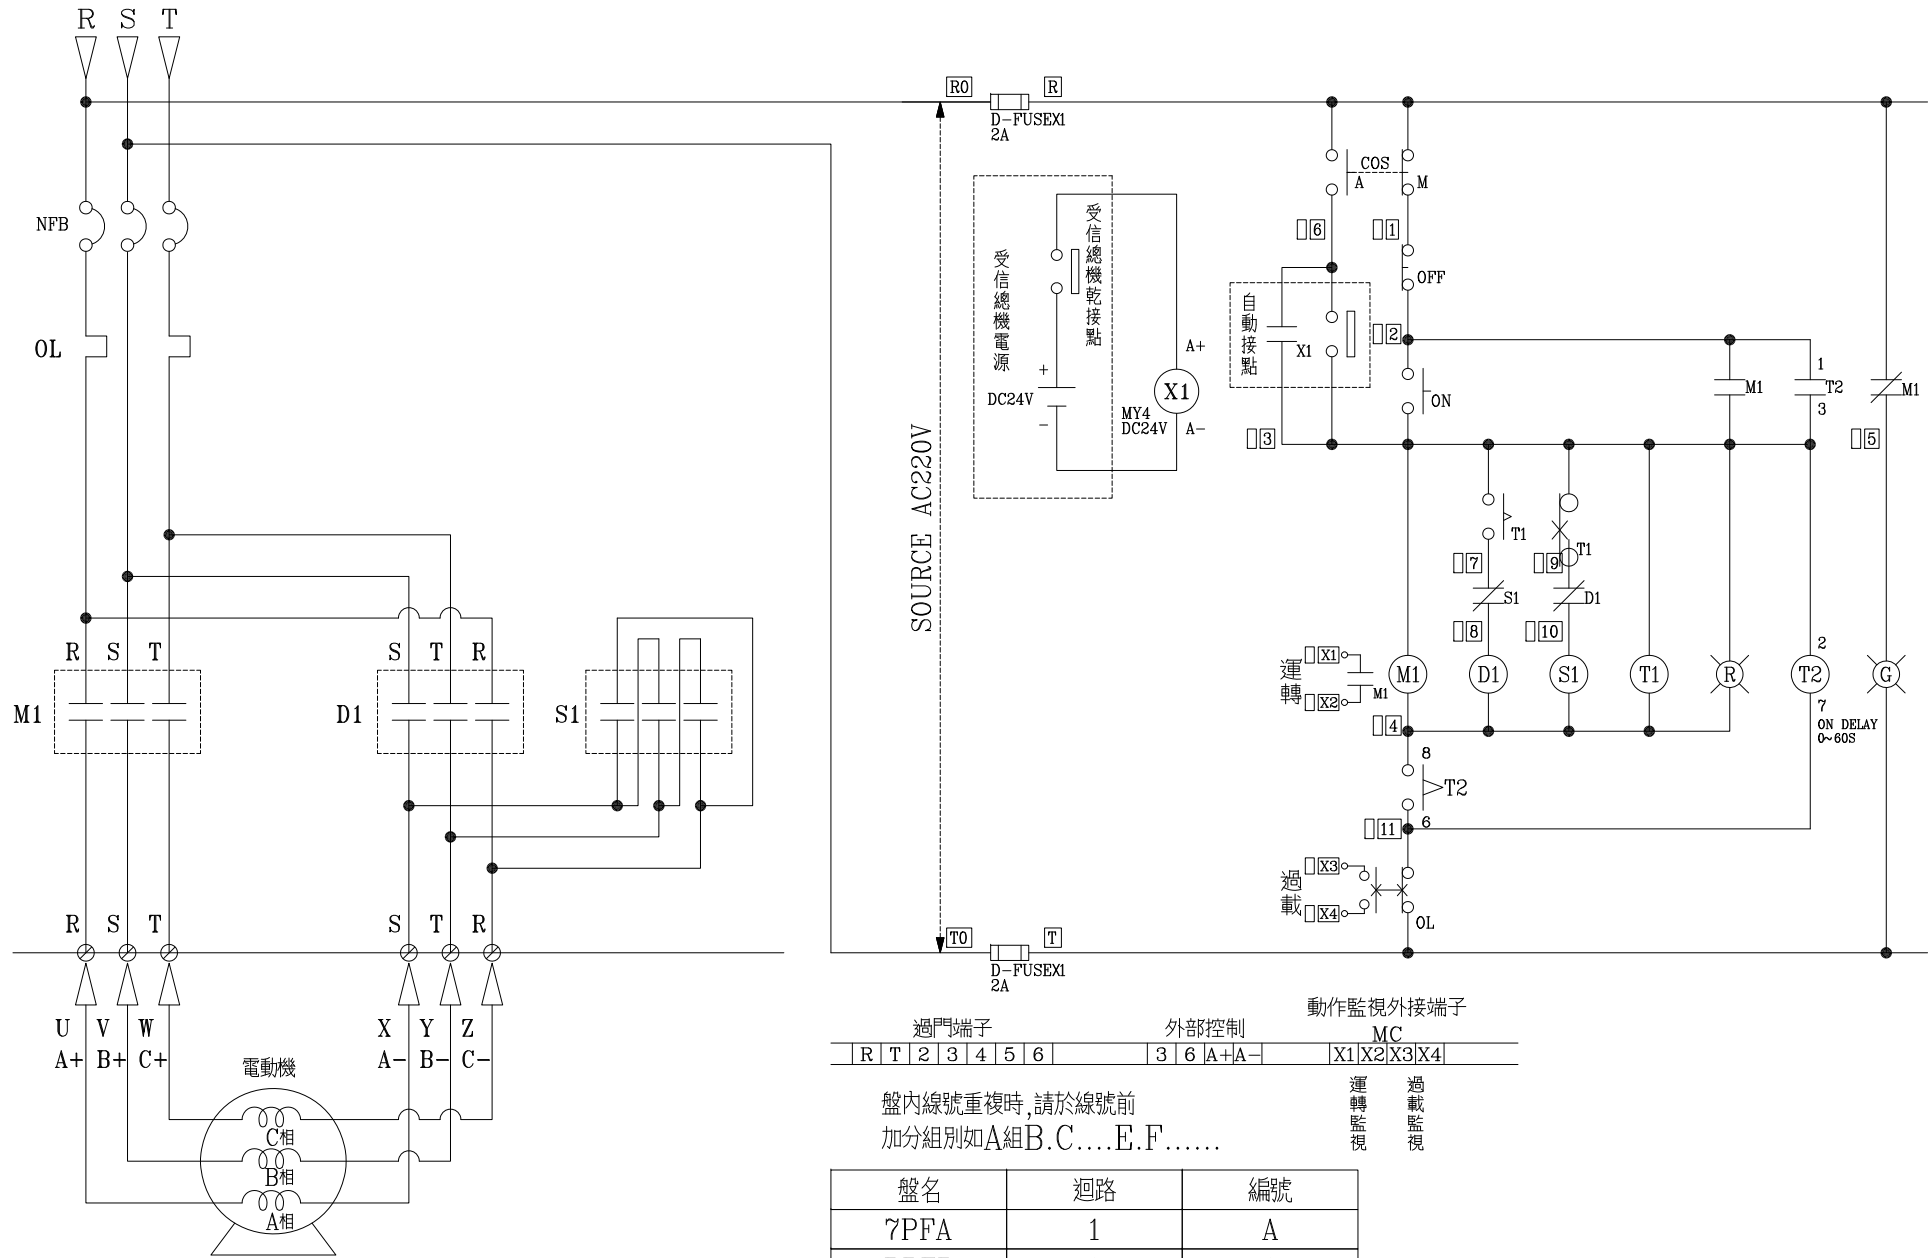 R S T
NFB
OL
R S T
M1
S T R
D1
S1
R S T
S T R
U V W
A+ B+ C+
X Y Z
A- B- C-
電動機
C相
B相
A相
R0
R
D-FUSEX1
2A
SOURCE AC220V
受信總機電源
受信總機乾接點
+
DC24V
-
A+
X1
MY4
DC24V
A-
T0
T
D-FUSEX1
2A
COS
A
M
6
1
OFF
自動接點
X1
2
ON
3
M1
1
T2
3
M1
5
T1
7
S1
8
T1
9
D1
10
運轉
X1
M1
X2
M1
D1
S1
T1
R
2
T2
7
ON DELAY
0~60S
G
4
8
T2
6
11
過載
X3
X4
OL
過門端子
R T 2 3 4 5 6
外部控制
3 6 A+ A-
動作監視外接端子
MC
X1 X2 X3 X4
運轉監視
過載監視
盤內線號重複時,請於線號前
加分組別如A組B.C....E.F......
盤名 迴路 編號
7PFA 1 A